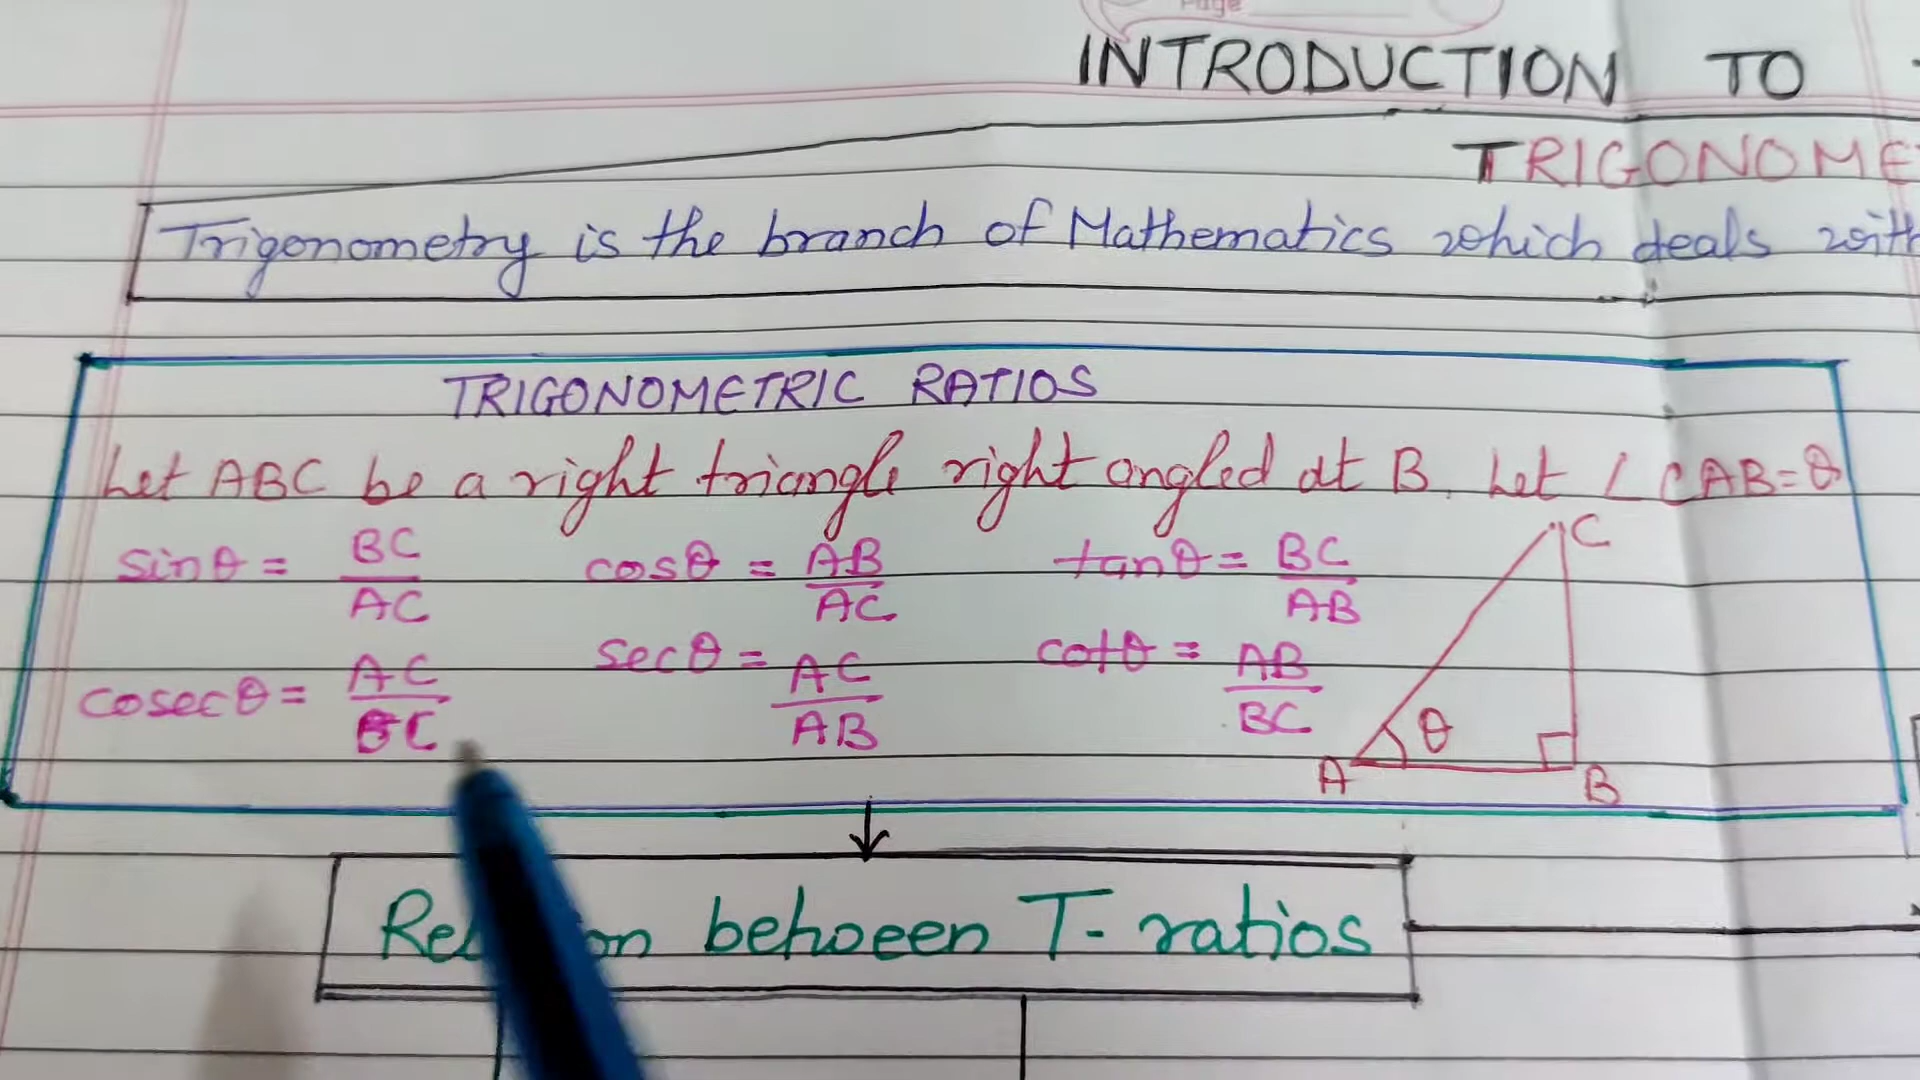 Page
INTRODUCTION TO
TRIGONOME
Trigonometry is the branch of Mathematics which deals with
TRIGONOMETRIC RATIOS
Let ABC be a right triangle right angled at B. Let ∠CAB=θ
sinθ = BC/AC cosθ = AB/AC tanθ = BC/AB
cosecθ = AC/BC secθ = AC/AB cotθ = AB/BC
C
θ
A B
between T-ratios